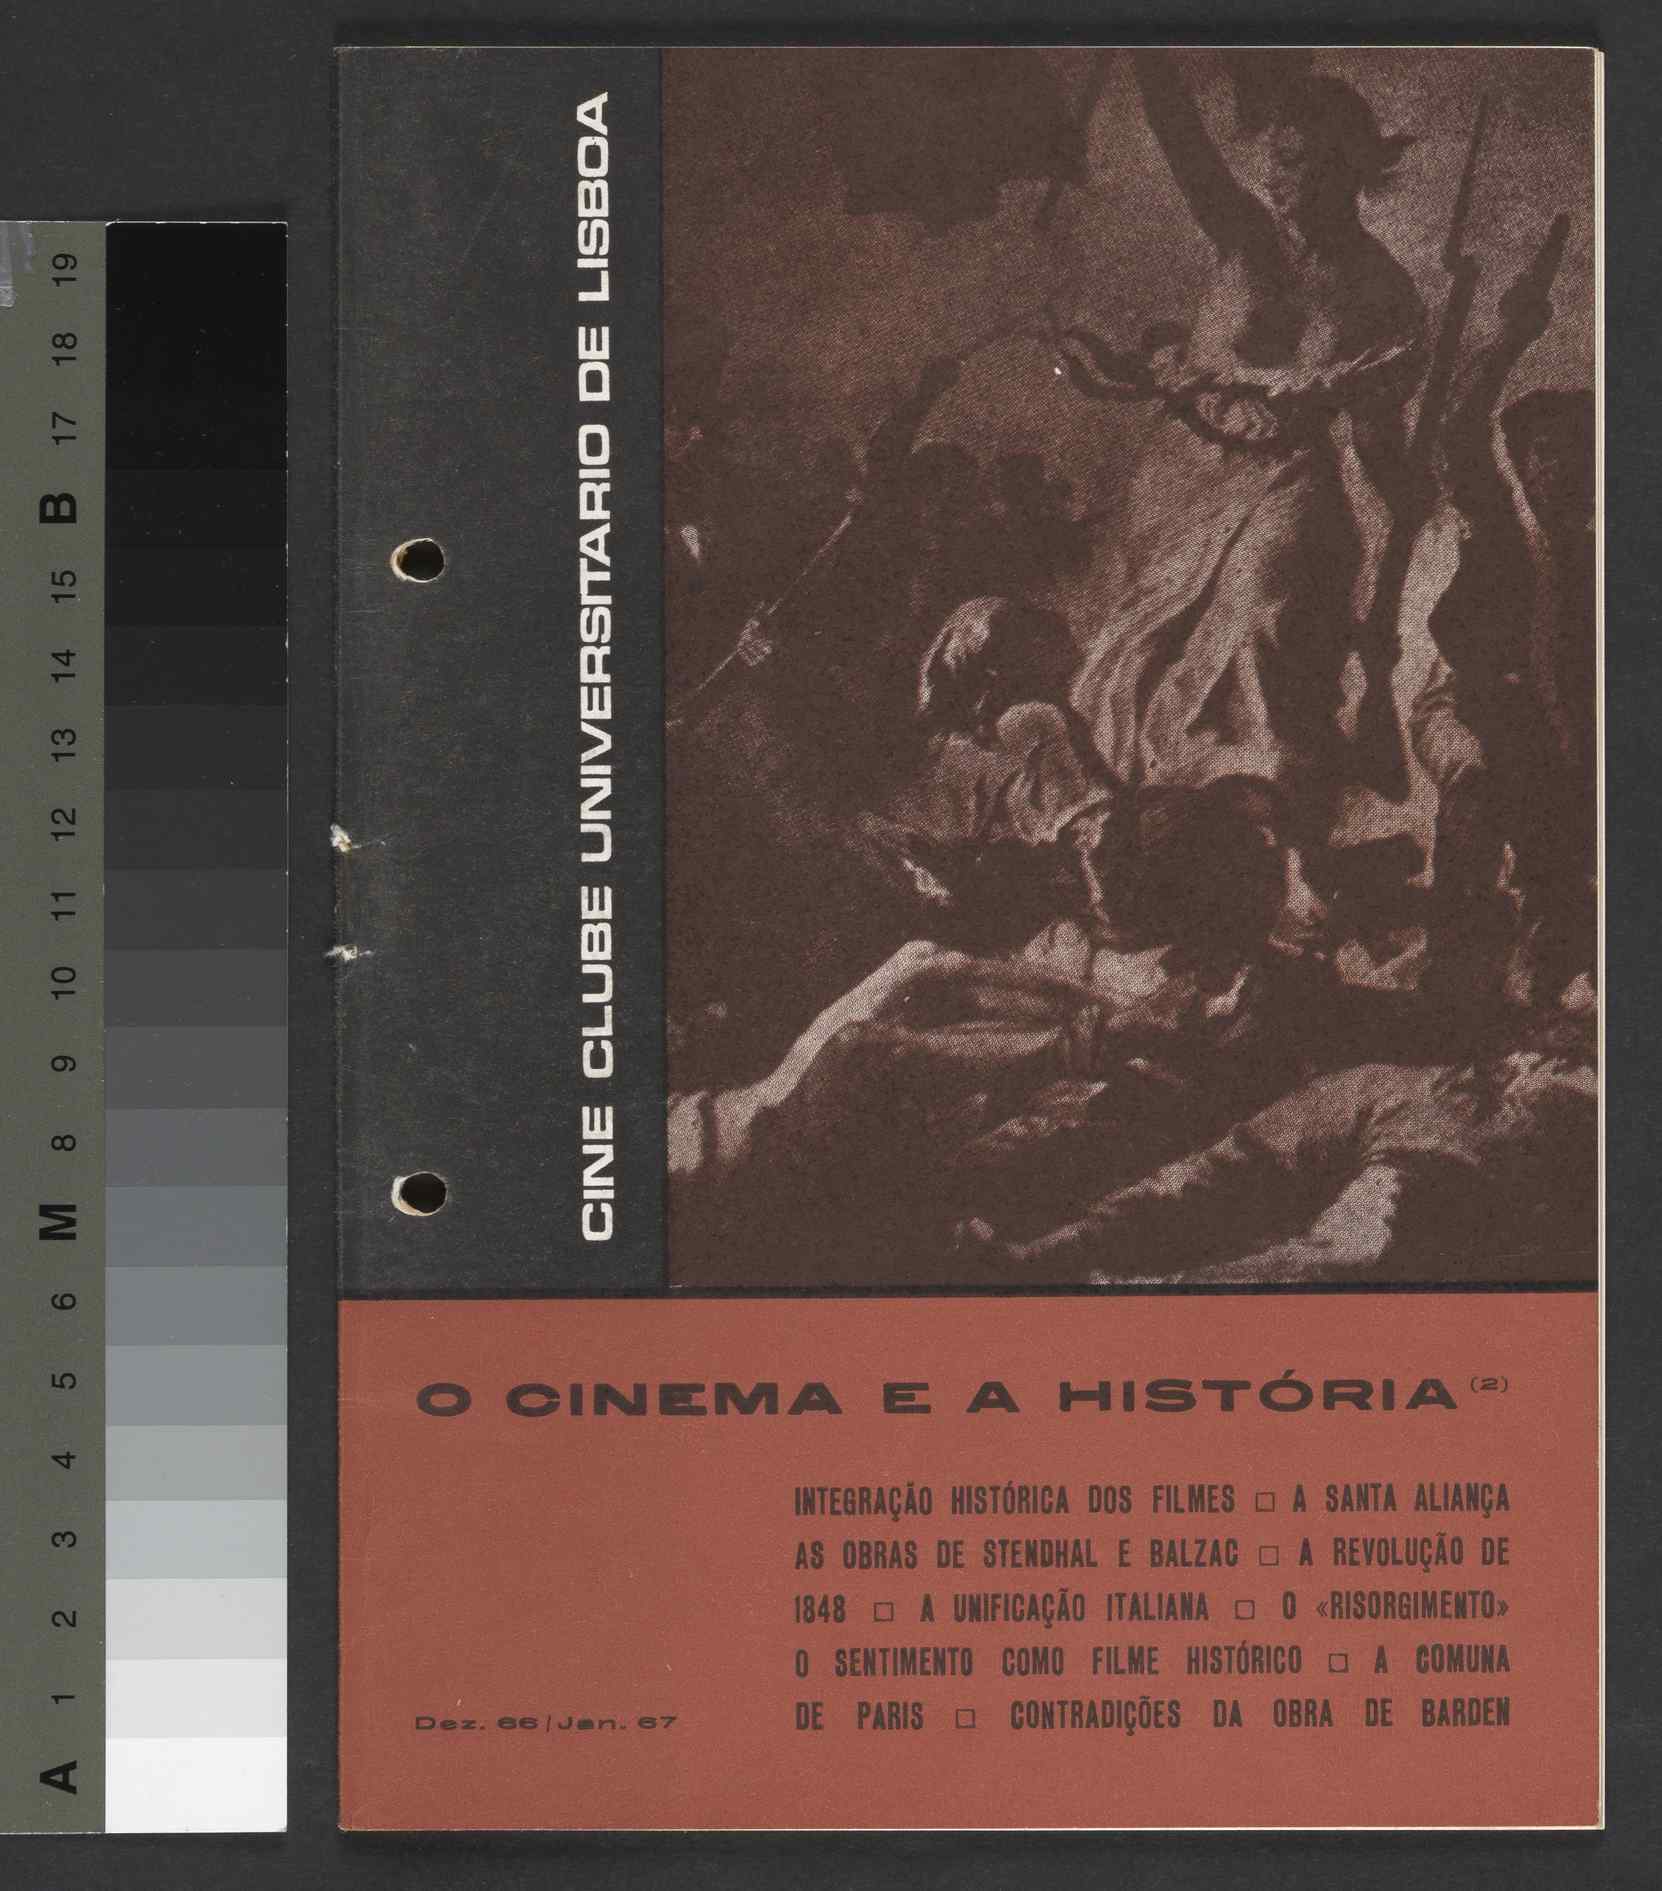 CINE CLUBE UNIVERSITARIO DE LISBOA
O CINEMA E A HISTÓRIA (2)
INTEGRAÇÃO HISTÓRICA DOS FILMES □ A SANTA ALIANÇA
AS OBRAS DE STENDHAL E BALZAC □ A REVOLUÇÃO DE
1848 □ A UNIFICAÇÃO ITALIANA □ O «RISORGIMENTO»
O SENTIMENTO COMO FILME HISTÓRICO □ A COMUNA
DE PARIS □ CONTRADIÇÕES DA OBRA DE BARDEN
Dez. 66/Jan. 67
A 1 2 3 4 5 6 M 8 9 10 11 12 13 14 15 B 17 18 19